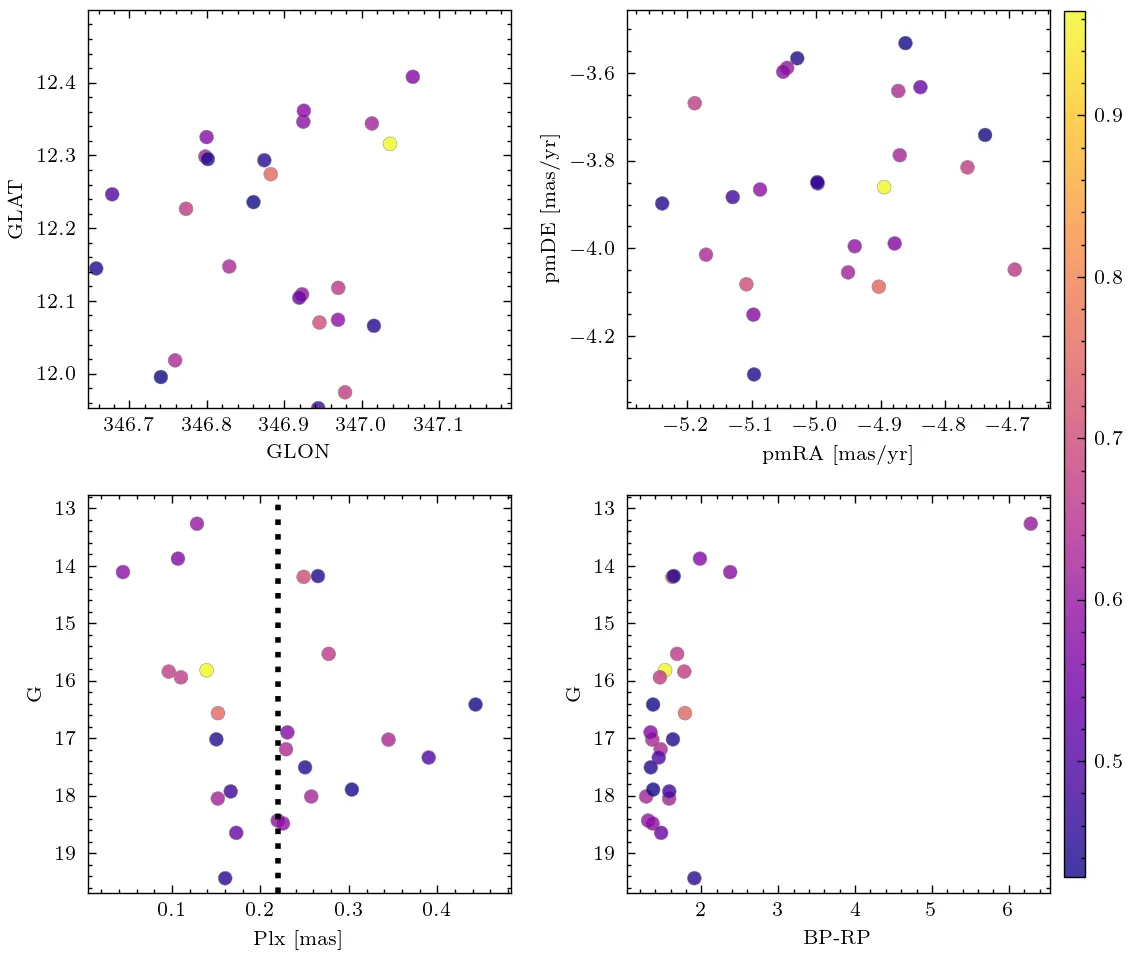 GLAT
12.4
12.3
12.2
12.1
12.0
346.7 346.8 346.9 347.0 347.1
GLON
pmDE [mas/yr]
−3.6
−3.8
−4.0
−4.2
−5.2 −5.1 −5.0 −4.9 −4.8 −4.7
pmRA [mas/yr]
G
13
14
15
16
17
18
19
0.1 0.2 0.3 0.4
Plx [mas]
G
13
14
15
16
17
18
19
2 3 4 5 6
BP-RP
0.9
0.8
0.7
0.6
0.5